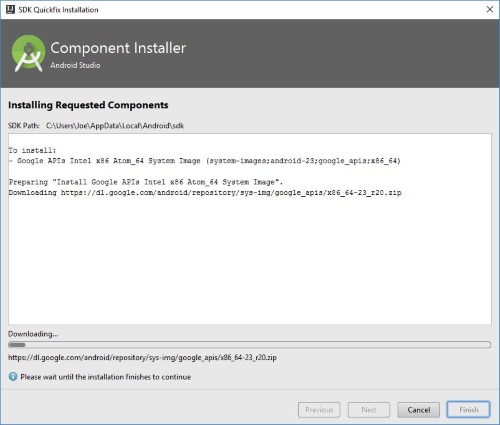 SDK Quickfix Installation
Component Installer
Android Studio
Installing Requested Components
SDK Path: C:\Users\Joe\AppData\Local\Android\sdk
To install:
- Google APIs Intel x86 Atom_64 System Image (system-images;android-23;google_apis;x86_64)
Preparing "Install Google APIs Intel x86 Atom_64 System Image".
Downloading https://dl.google.com/android/repository/sys-img/google_apis/x86_64-23_r20.zip
Downloading...
https://dl.google.com/android/repository/sys-img/google_apis/x86_64-23_r20.zip
Please wait until the installation finishes to continue
Previous Next Cancel Finish